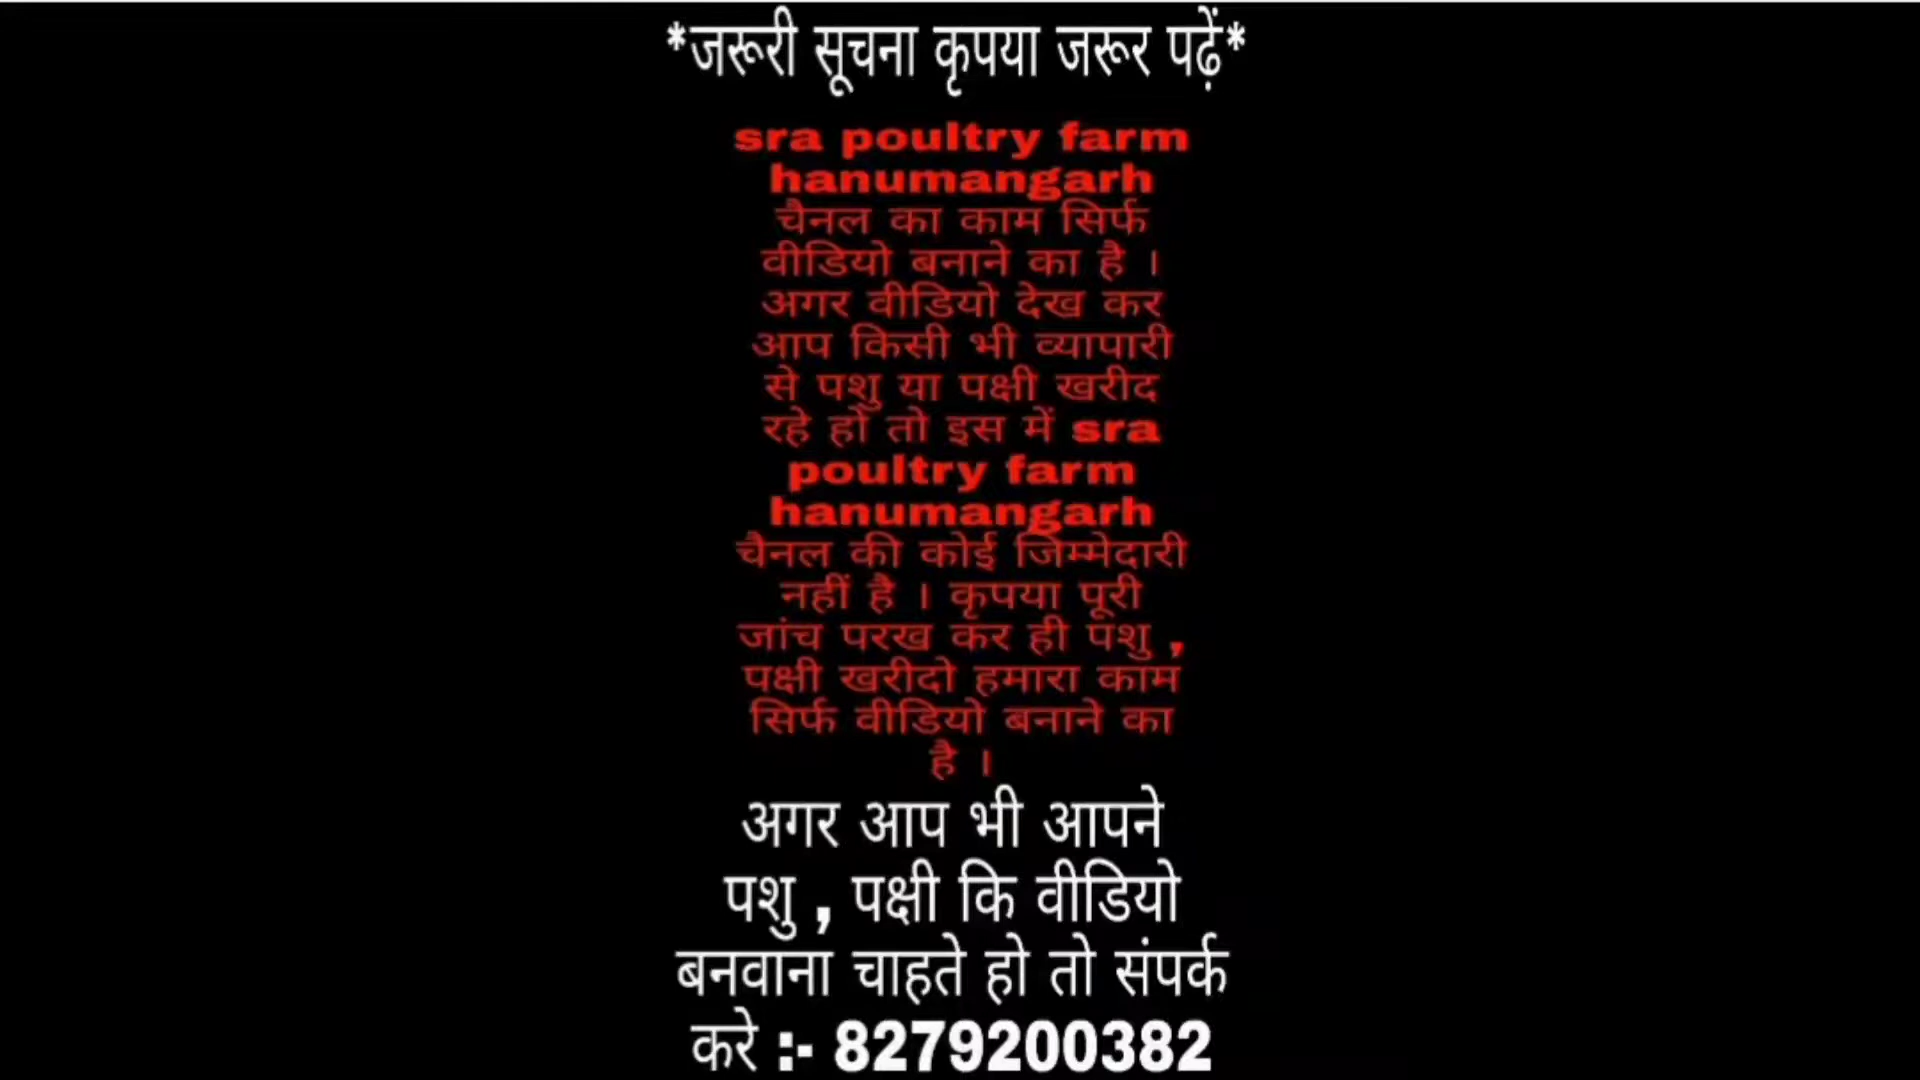 *जरूरी सूचना कृपया जरूर पढ़ें*
sra poultry farm
hanumangarh
चैनल का काम सिर्फ
वीडियो बनाने का है ।
अगर वीडियो देख कर
आप किसी भी व्यापारी
से पशु या पक्षी खरीद
रहे हो तो इस में sra
poultry farm
hanumangarh
चैनल की कोई जिम्मेदारी
नहीं है । कृपया पूरी
जांच परख कर ही पशु ,
पक्षी खरीदो हमारा काम
सिर्फ वीडियो बनाने का
है ।
अगर आप भी आपने
पशु , पक्षी कि वीडियो
बनवाना चाहते हो तो संपर्क
करे :- 8279200382